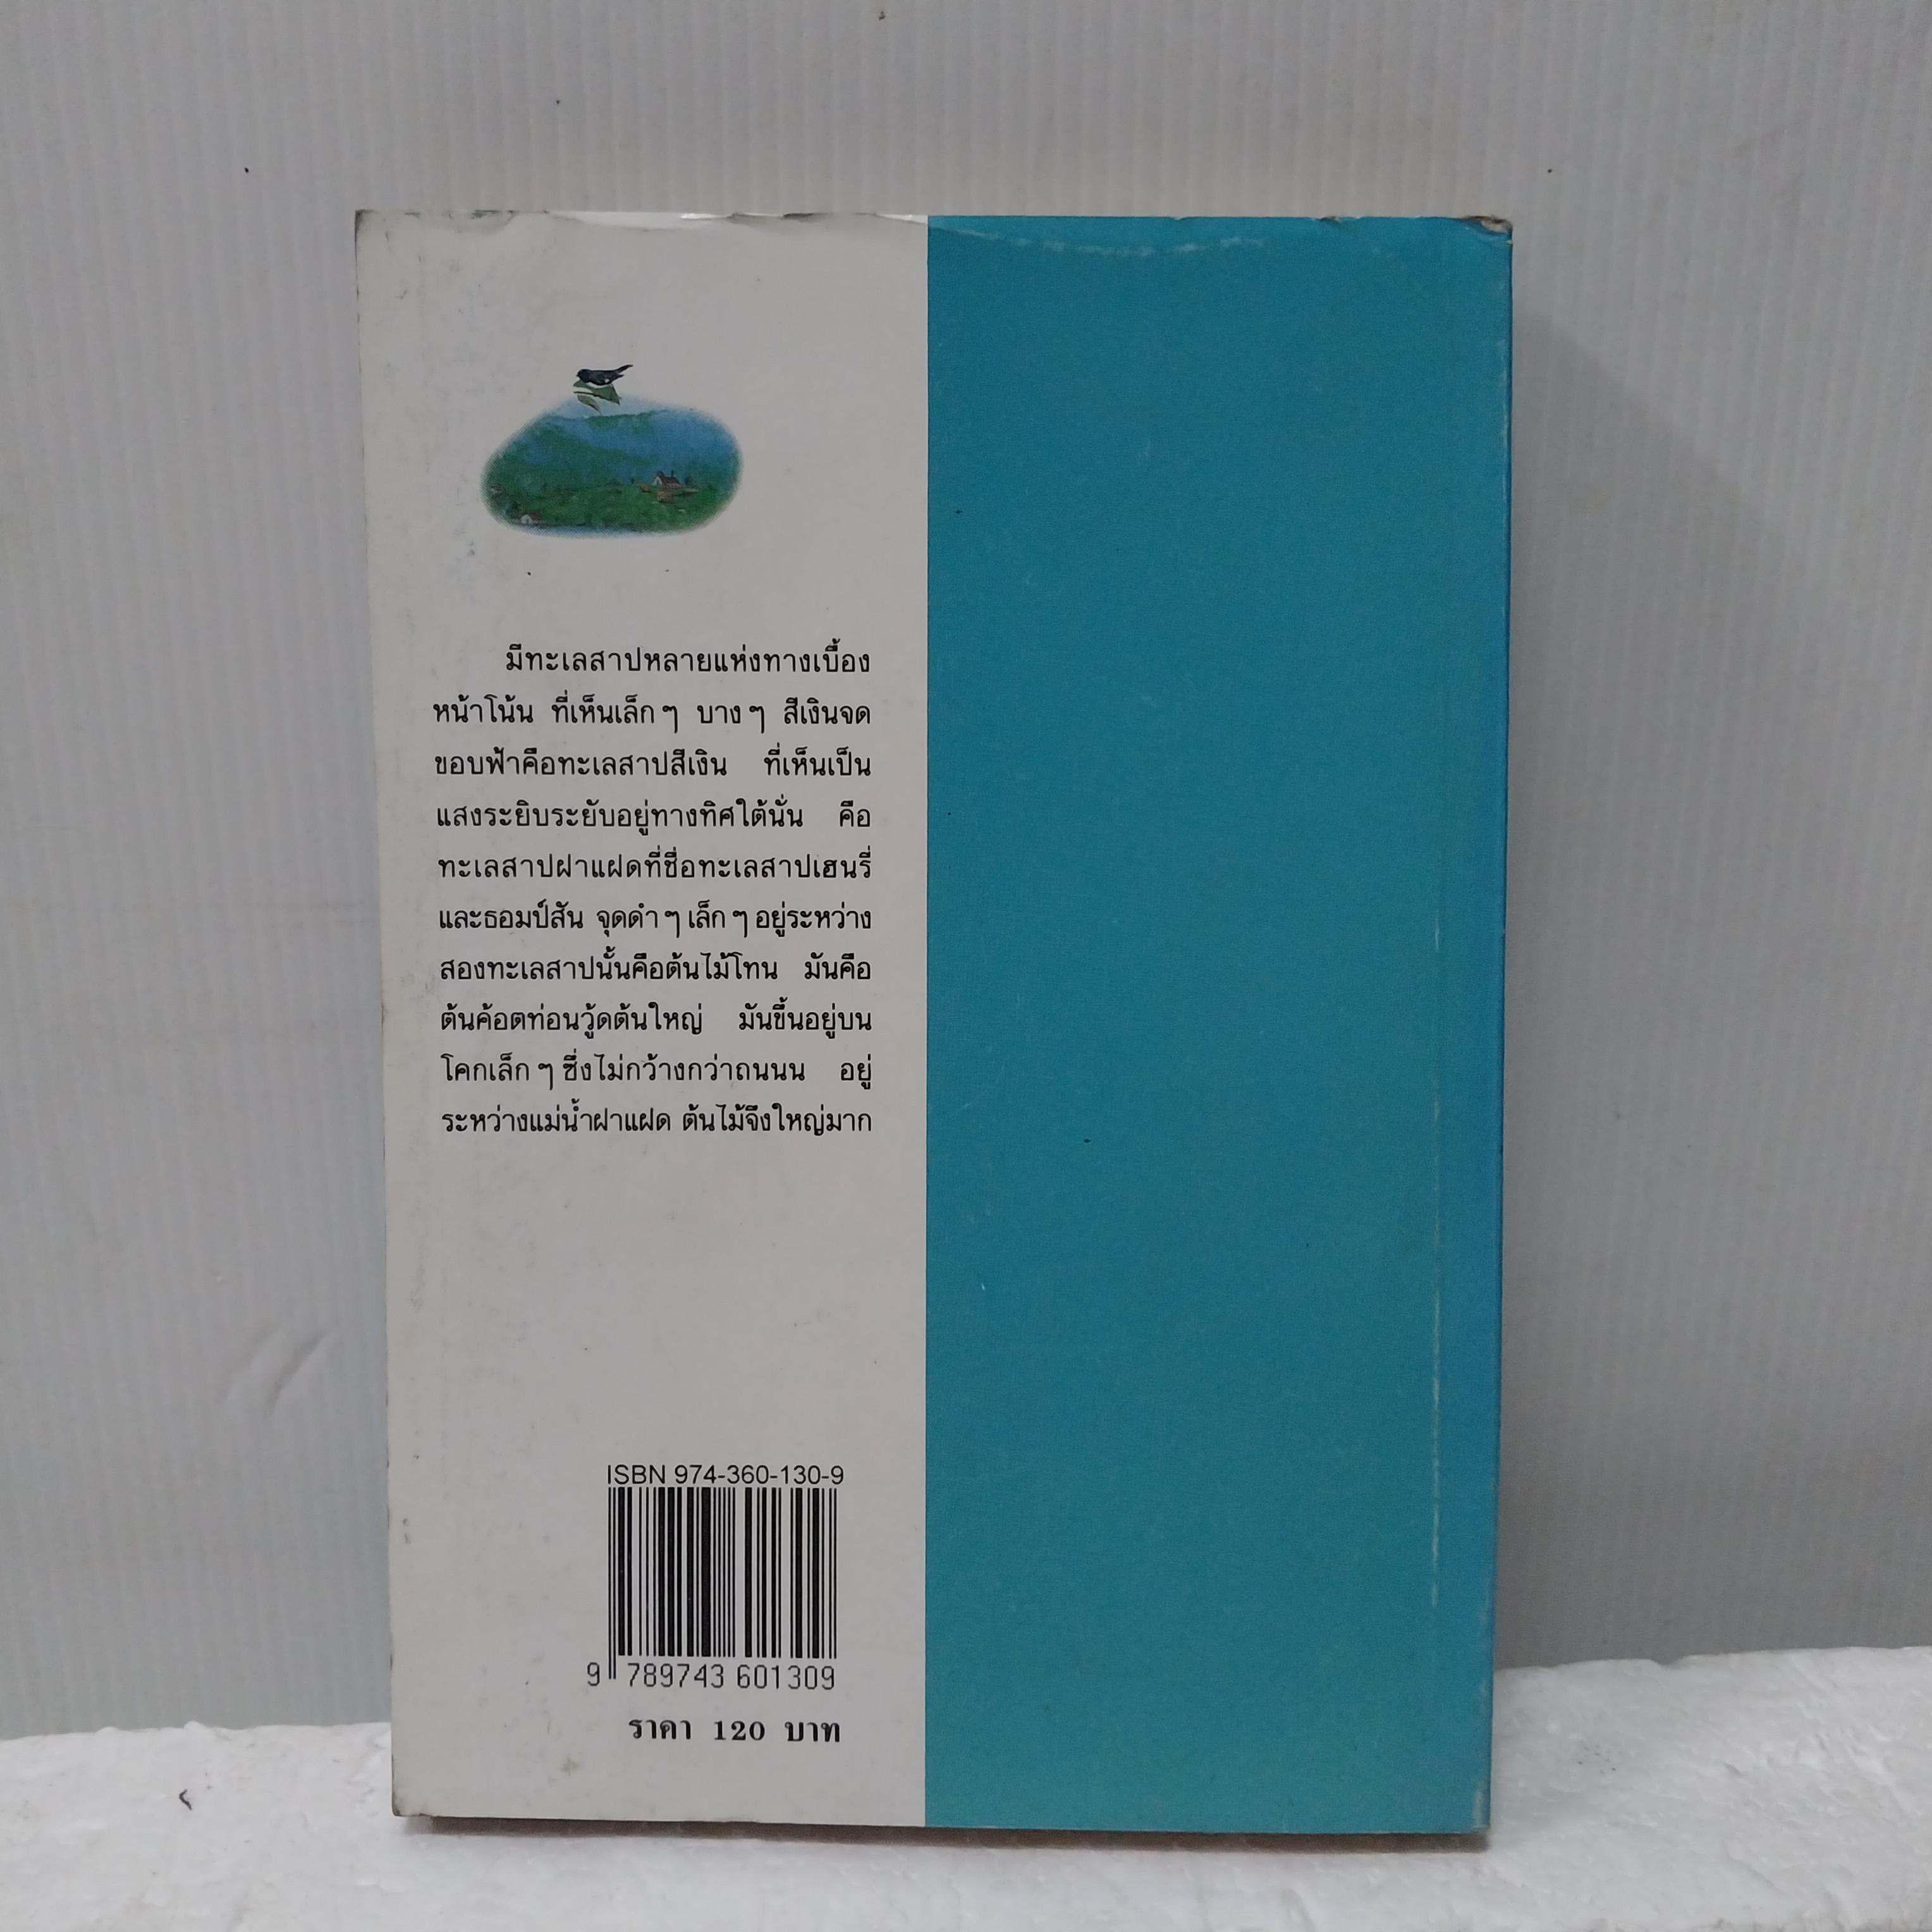 มีทะเลสาปหลายแห่งทางเบื้อง
หน้าโน้น ที่เห็นเล็กๆ บางๆ สีเงินจด
ขอบฟ้าคือทะเลสาปสีเงิน ที่เห็นเป็น
แสงระยิบระยับอยู่ทางทิศใต้นั่น คือ
ทะเลสาปฝาแฝดที่ชื่อทะเลสาปเฮนรี่
และธอมป์สัน จุดดำๆ เล็กๆ อยู่ระหว่าง
สองทะเลสาปนั้นคือต้นไม้โทน มันคือ
ต้นค้อตท่อนวู้ดต้นใหญ่ มันขึ้นอยู่บน
โคกเล็กๆ ซึ่งไม่กว้างกว่าถนนน อยู่
ระหว่างแม่น้ำฝาแฝด ต้นไม้จึงใหญ่มาก
ISBN 974-360-130-9
9 789743 601309
ราคา 120 บาท